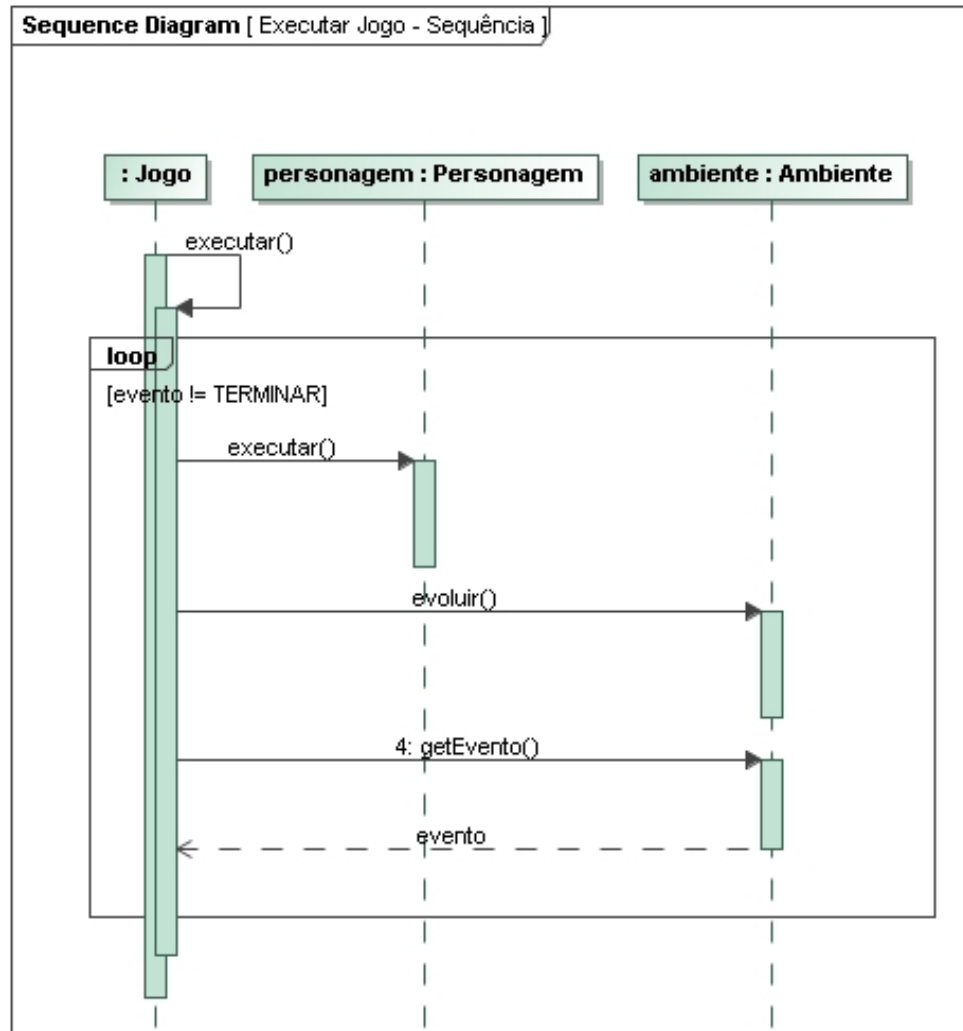 Sequence Diagram [ Executar Jogo - Sequência ]
: Jogo
personagem : Personagem
ambiente : Ambiente
executar()
loop
[evento != TERMINAR]
executar()
evoluir()
4: getEvento()
evento